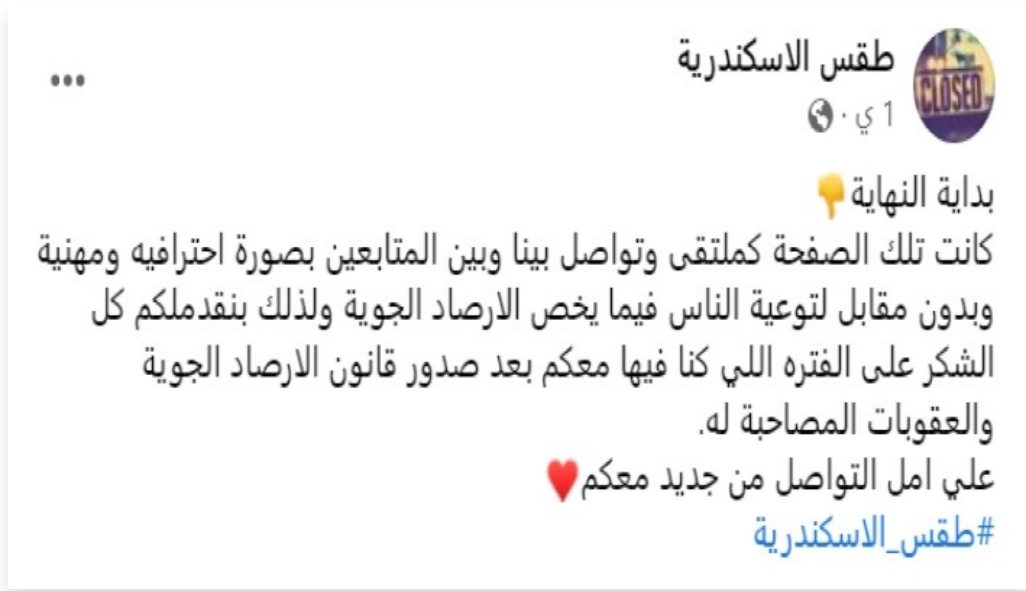 طقس الاسكندرية
1 ي ·
CLOSED
بداية النهاية👇
كانت تلك الصفحة كملتقى وتواصل بينا وبين المتابعين بصورة احترافيه ومهنية
وبدون مقابل لتوعية الناس فيما يخص الارصاد الجوية ولذلك بنقدملكم كل
الشكر على الفتره اللي كنا فيها معكم بعد صدور قانون الارصاد الجوية
والعقوبات المصاحبة له.
علي امل التواصل من جديد معكم♥️
#طقس_الاسكندرية